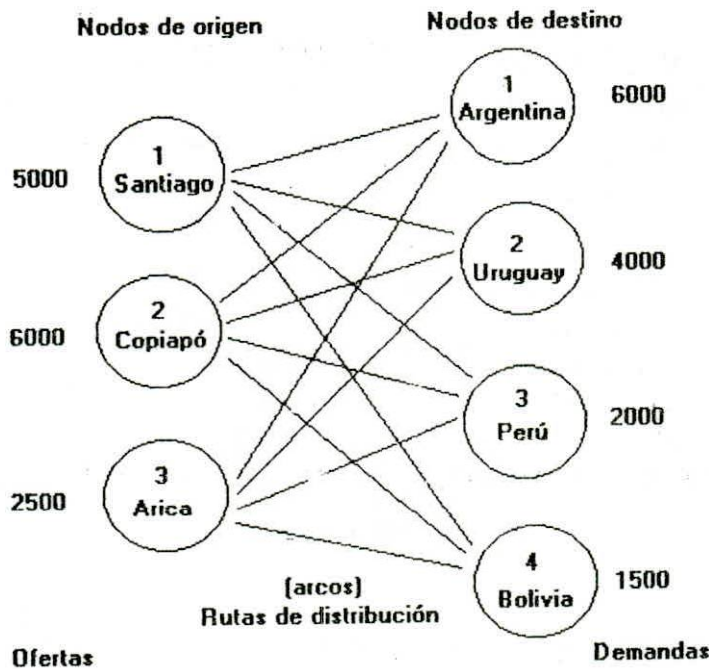 Nodos de origen
Nodos de destino
1
Argentina
6000
1
Santiago
5000
2
Uruguay
4000
2
Copiapó
6000
3
Perú
2000
3
Arica
2500
4
Bolivia
1500
(arcos)
Rutas de distribución
Ofertas
Demandas